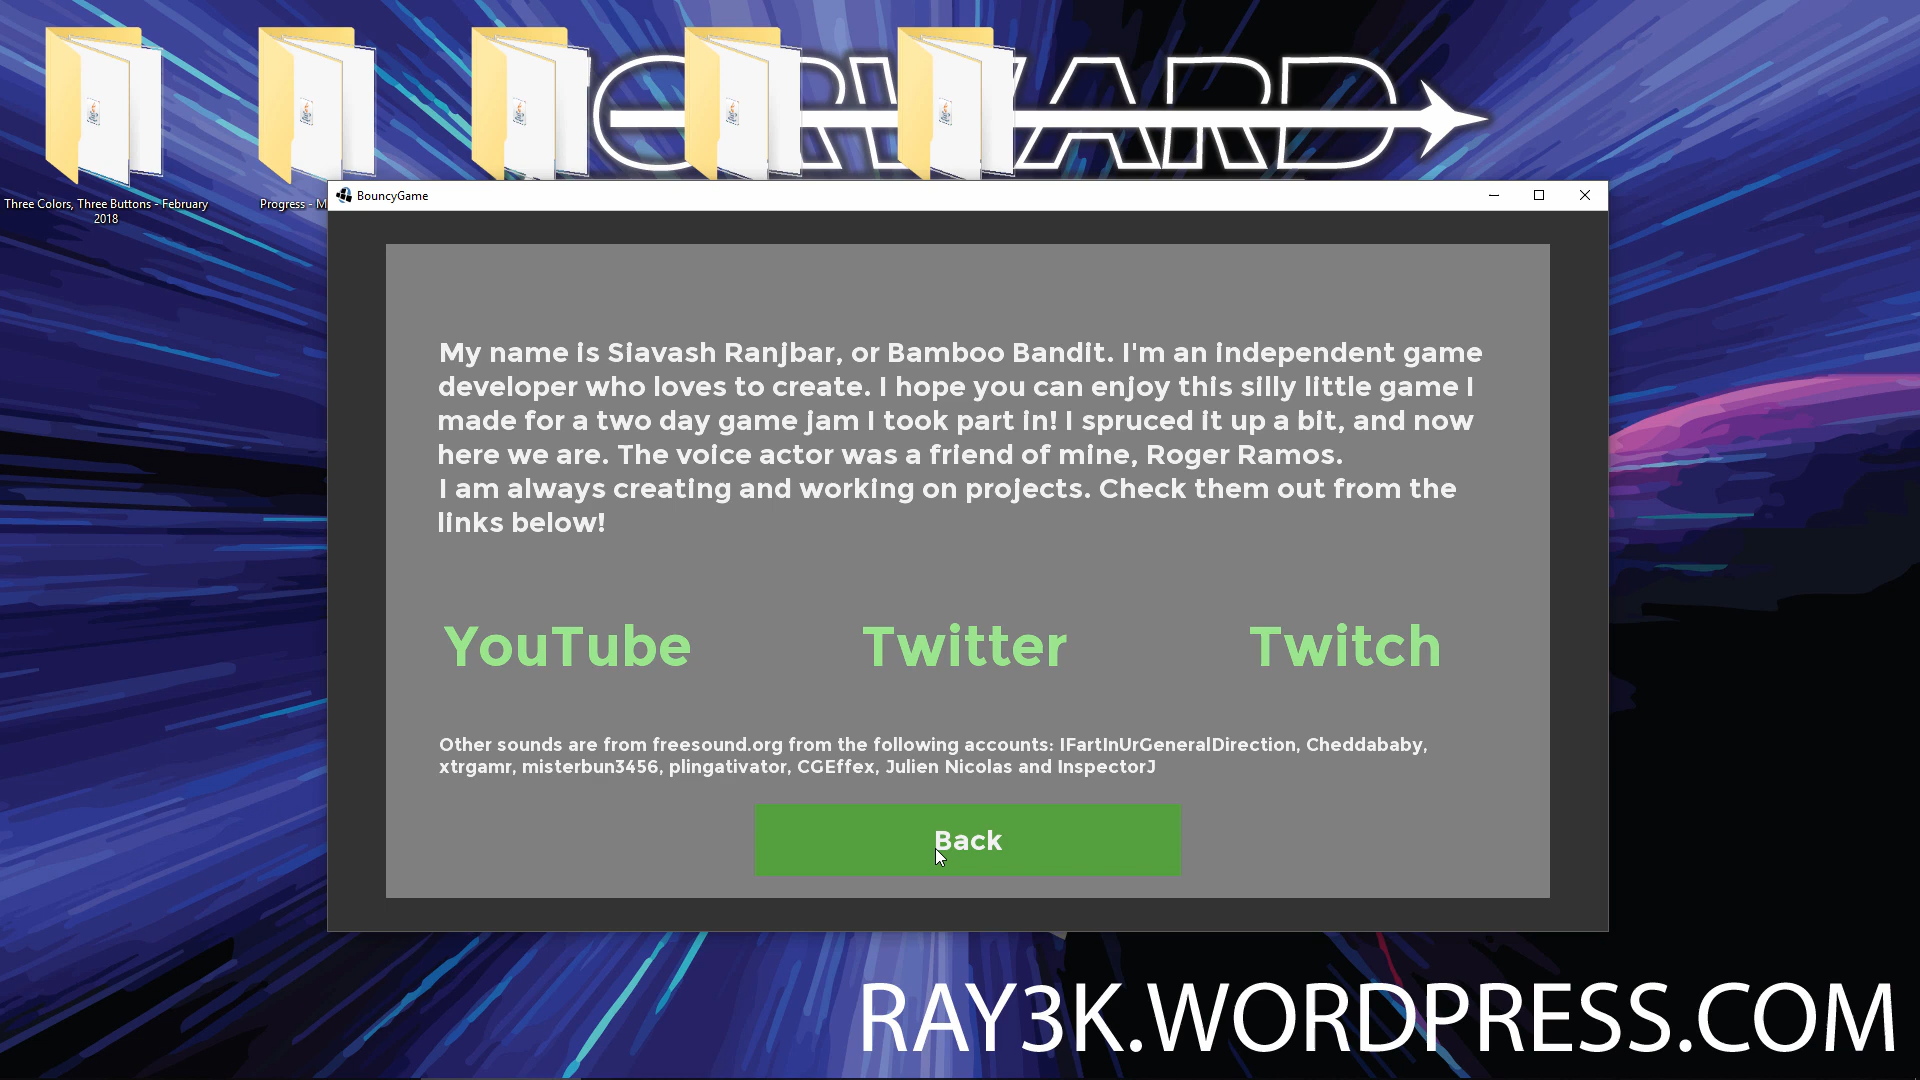 ORWARD
Three Colors, Three Buttons - February
2018
Progress - M
BouncyGame
My name is Siavash Ranjbar, or Bamboo Bandit. I'm an independent game
developer who loves to create. I hope you can enjoy this silly little game I
made for a two day game jam I took part in! I spruced it up a bit, and now
here we are. The voice actor was a friend of mine, Roger Ramos.
I am always creating and working on projects. Check them out from the
links below!
YouTube
Twitter
Twitch
Other sounds are from freesound.org from the following accounts: IFartInUrGeneralDirection, Cheddababy,
xtrgamr, misterbun3456, plingativator, CGEffex, Julien Nicolas and InspectorJ
Back
RAY3K.WORDPRESS.COM